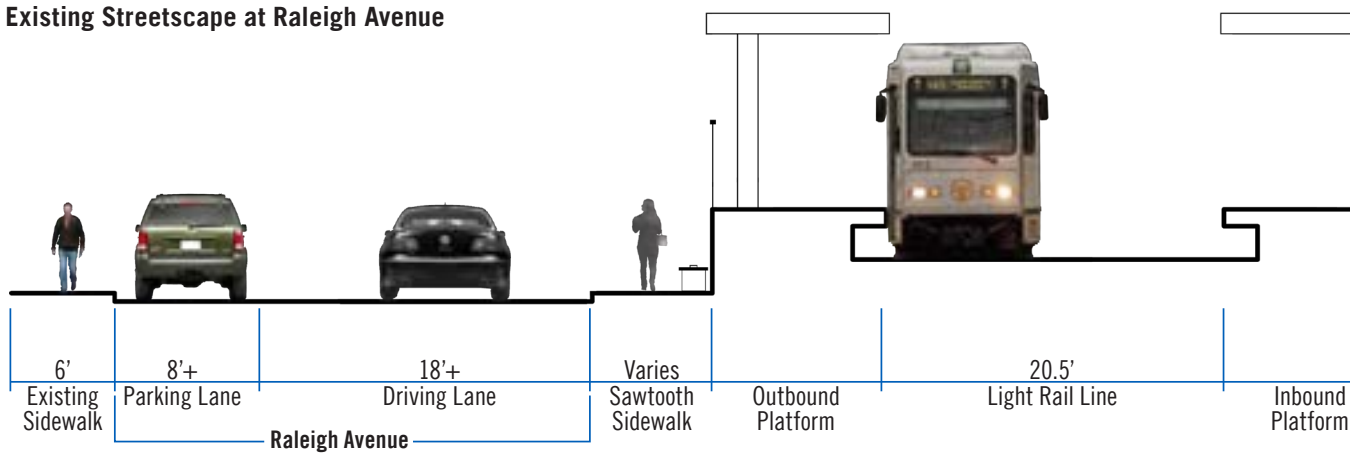 Existing Streetscape at Raleigh Avenue
6’
Existing
Sidewalk
8’+
Parking Lane
18’+
Driving Lane
Varies
Sawtooth
Sidewalk
Outbound
Platform
20.5’
Light Rail Line
Inbound
Platform
Raleigh Avenue